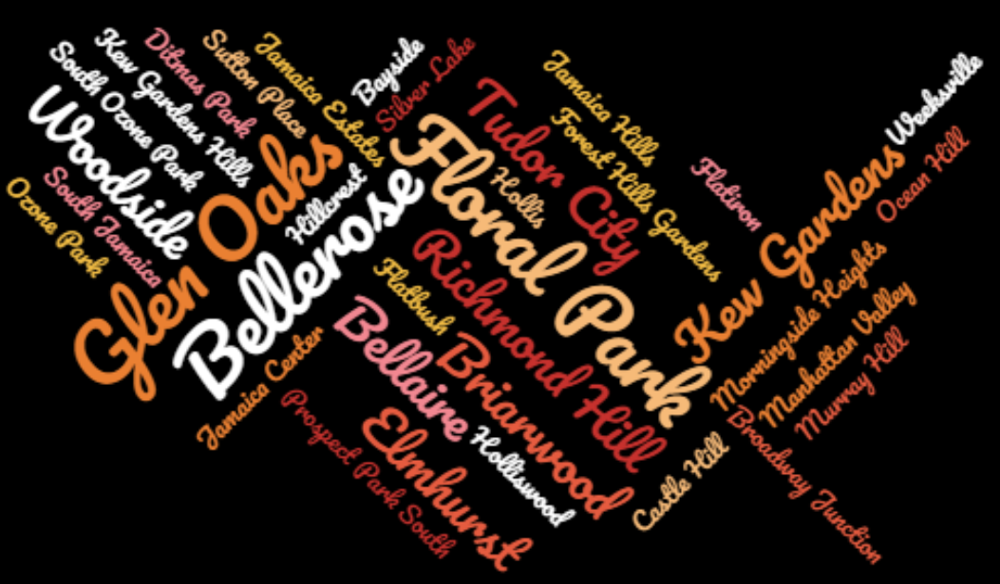 Kew Gardens Hills
South Ozone Park
Ditmas Park
Sutton Place
Jamaica Estates
Bayside
Silver Lake
Woodside
Ozone Park
South Jamaica
Glen Oaks
Hillcrest
Bellerose
Floral Park
Hollis
Tudor City
Jamaica Hills
Forest Hills Gardens
Flatiron
Weeksville
Ocean Hill
Kew Gardens
Richmond Hill
Flatbush
Bellaire
Briarwood
Jamaica Center
Prospect Park South
Elmhurst
Holliswood
Castle Hill
Morningside Heights
Manhattan Valley
Murray Hill
Broadway Junction